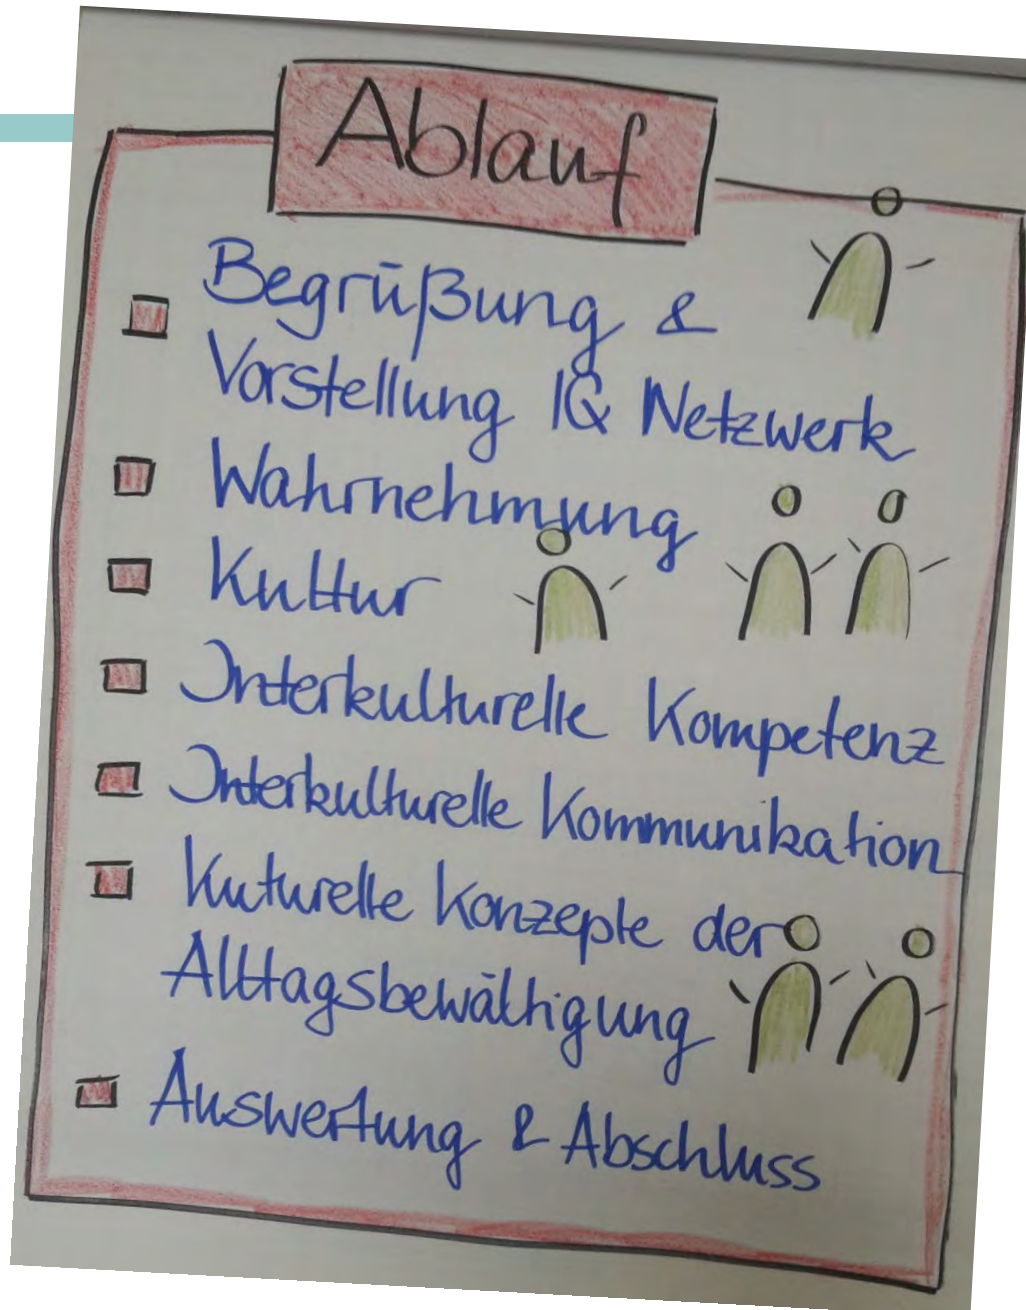 Ablauf
Begrüßung &
Vorstellung IQ Netzwerk
Wahrnehmung
Kultur
Interkulturelle Kompetenz
Interkulturelle Kommunikation
Kuturelle Konzepte der
Alltagsbewältigung
Auswertung & Abschluss